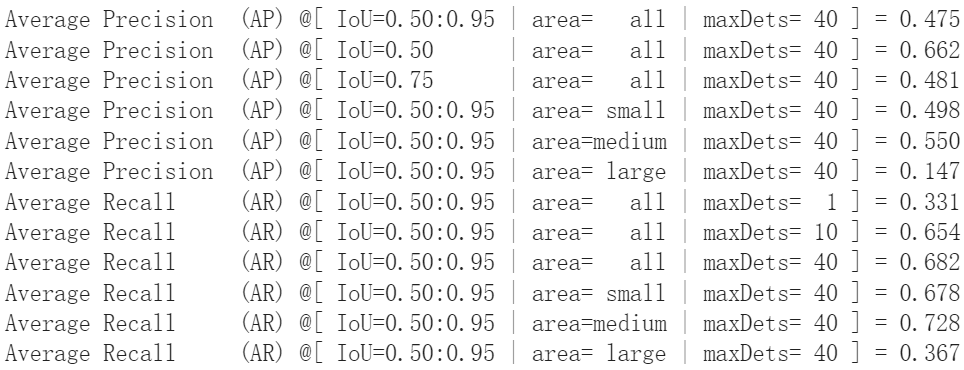 Average Precision  (AP) @[ IoU=0.50:0.95 | area=   all | maxDets= 40 ] = 0.475
Average Precision  (AP) @[ IoU=0.50      | area=   all | maxDets= 40 ] = 0.662
Average Precision  (AP) @[ IoU=0.75      | area=   all | maxDets= 40 ] = 0.481
Average Precision  (AP) @[ IoU=0.50:0.95 | area= small | maxDets= 40 ] = 0.498
Average Precision  (AP) @[ IoU=0.50:0.95 | area=medium | maxDets= 40 ] = 0.550
Average Precision  (AP) @[ IoU=0.50:0.95 | area= large | maxDets= 40 ] = 0.147
Average Recall     (AR) @[ IoU=0.50:0.95 | area=   all | maxDets=  1 ] = 0.331
Average Recall     (AR) @[ IoU=0.50:0.95 | area=   all | maxDets= 10 ] = 0.654
Average Recall     (AR) @[ IoU=0.50:0.95 | area=   all | maxDets= 40 ] = 0.682
Average Recall     (AR) @[ IoU=0.50:0.95 | area= small | maxDets= 40 ] = 0.678
Average Recall     (AR) @[ IoU=0.50:0.95 | area=medium | maxDets= 40 ] = 0.728
Average Recall     (AR) @[ IoU=0.50:0.95 | area= large | maxDets= 40 ] = 0.367